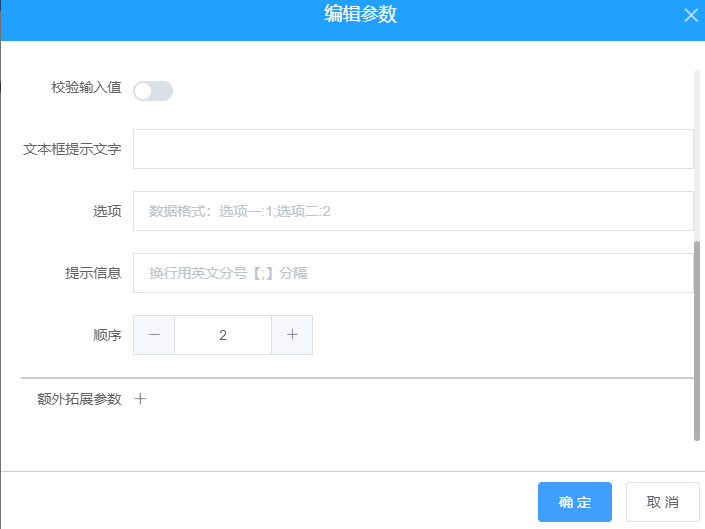 编辑参数
校验输入值
文本框提示文字
选项 数据格式：选项一:1;选项二:2
提示信息 换行用英文分号【;】分隔
顺序 2
额外拓展参数
确 定 取 消